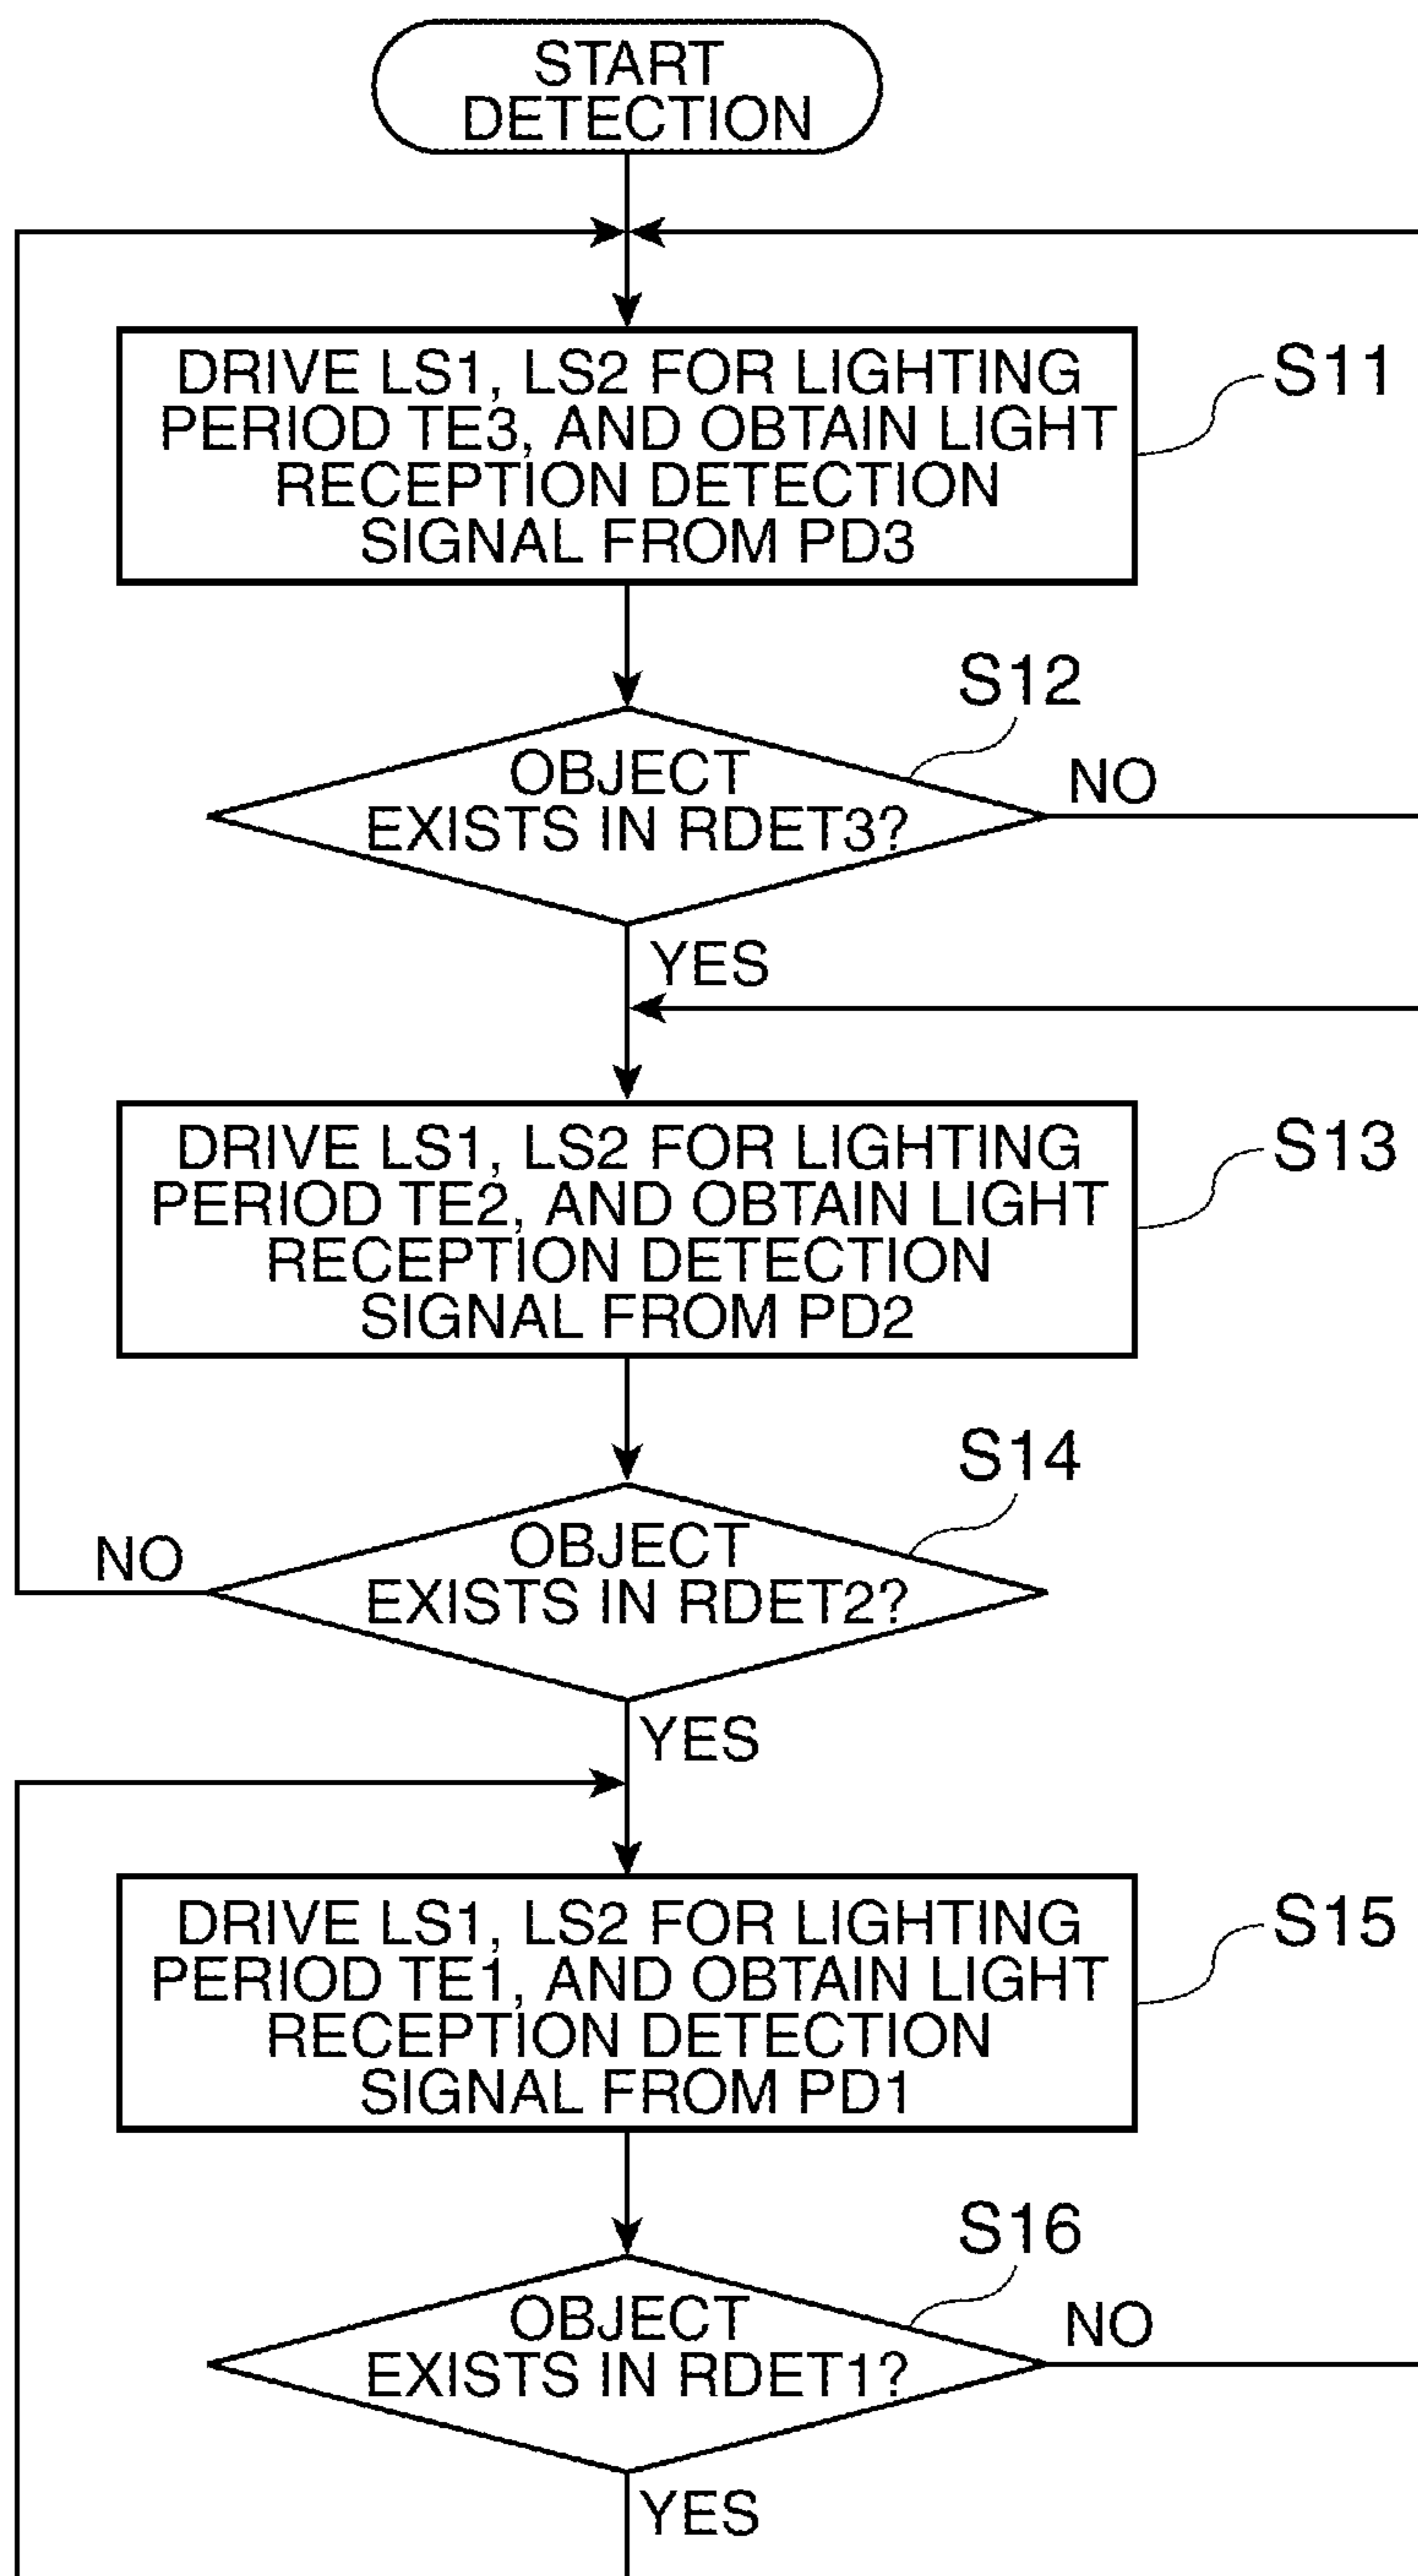 START
DETECTION
DRIVE LS1, LS2 FOR LIGHTING
PERIOD TE3, AND OBTAIN LIGHT
RECEPTION DETECTION
SIGNAL FROM PD3
S11
S12
OBJECT
EXISTS IN RDET3?
NO
YES
DRIVE LS1, LS2 FOR LIGHTING
PERIOD TE2, AND OBTAIN LIGHT
RECEPTION DETECTION
SIGNAL FROM PD2
S13
S14
OBJECT
EXISTS IN RDET2?
NO
YES
DRIVE LS1, LS2 FOR LIGHTING
PERIOD TE1, AND OBTAIN LIGHT
RECEPTION DETECTION
SIGNAL FROM PD1
S15
S16
OBJECT
EXISTS IN RDET1?
NO
YES